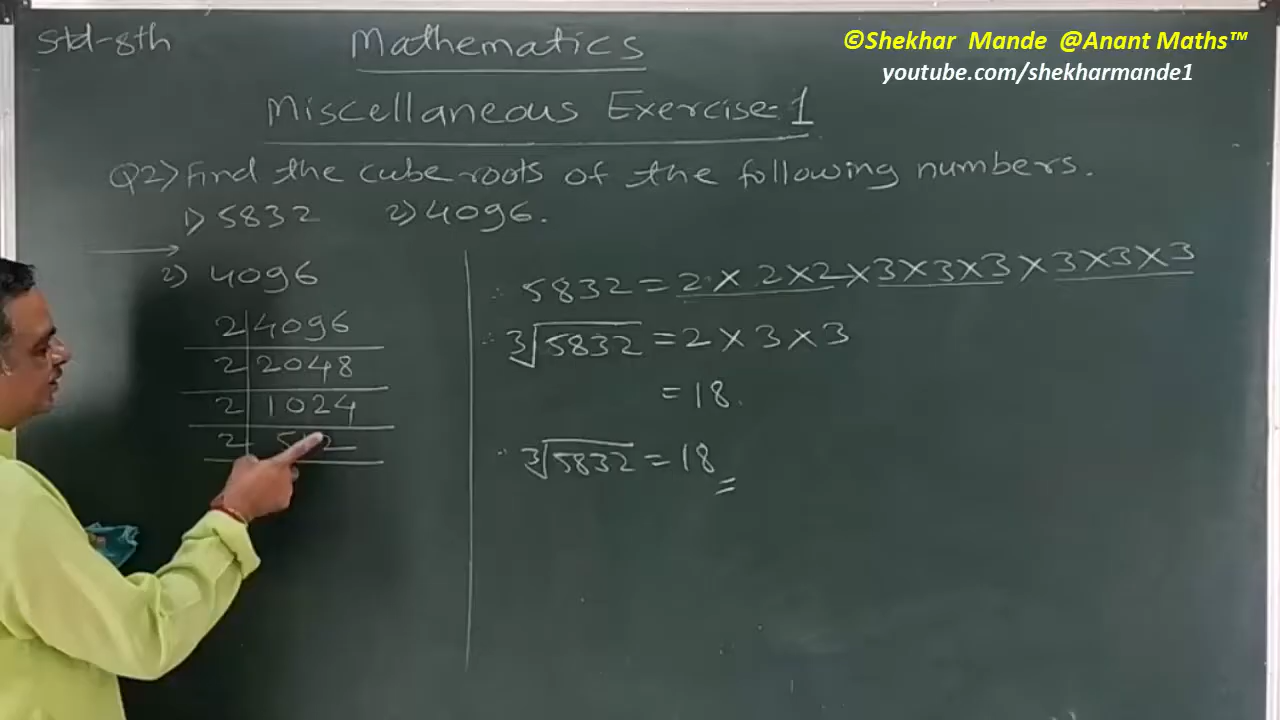 Std-8th
Mathematics
©Shekhar Mande @Anant Maths™
youtube.com/shekharmande1
Miscellaneous Exercise-1
Q2) Find the cube roots of the following numbers.
1) 5832 2) 4096.
2) 4096
2 | 4096
2 | 2048
2 | 1024
2 |
∴ 5832 = 2 × 2 × 2 × 3 × 3 × 3 × 3 × 3 × 3
∴ ∛5832 = 2 × 3 × 3
= 18.
∴ ∛5832 = 18